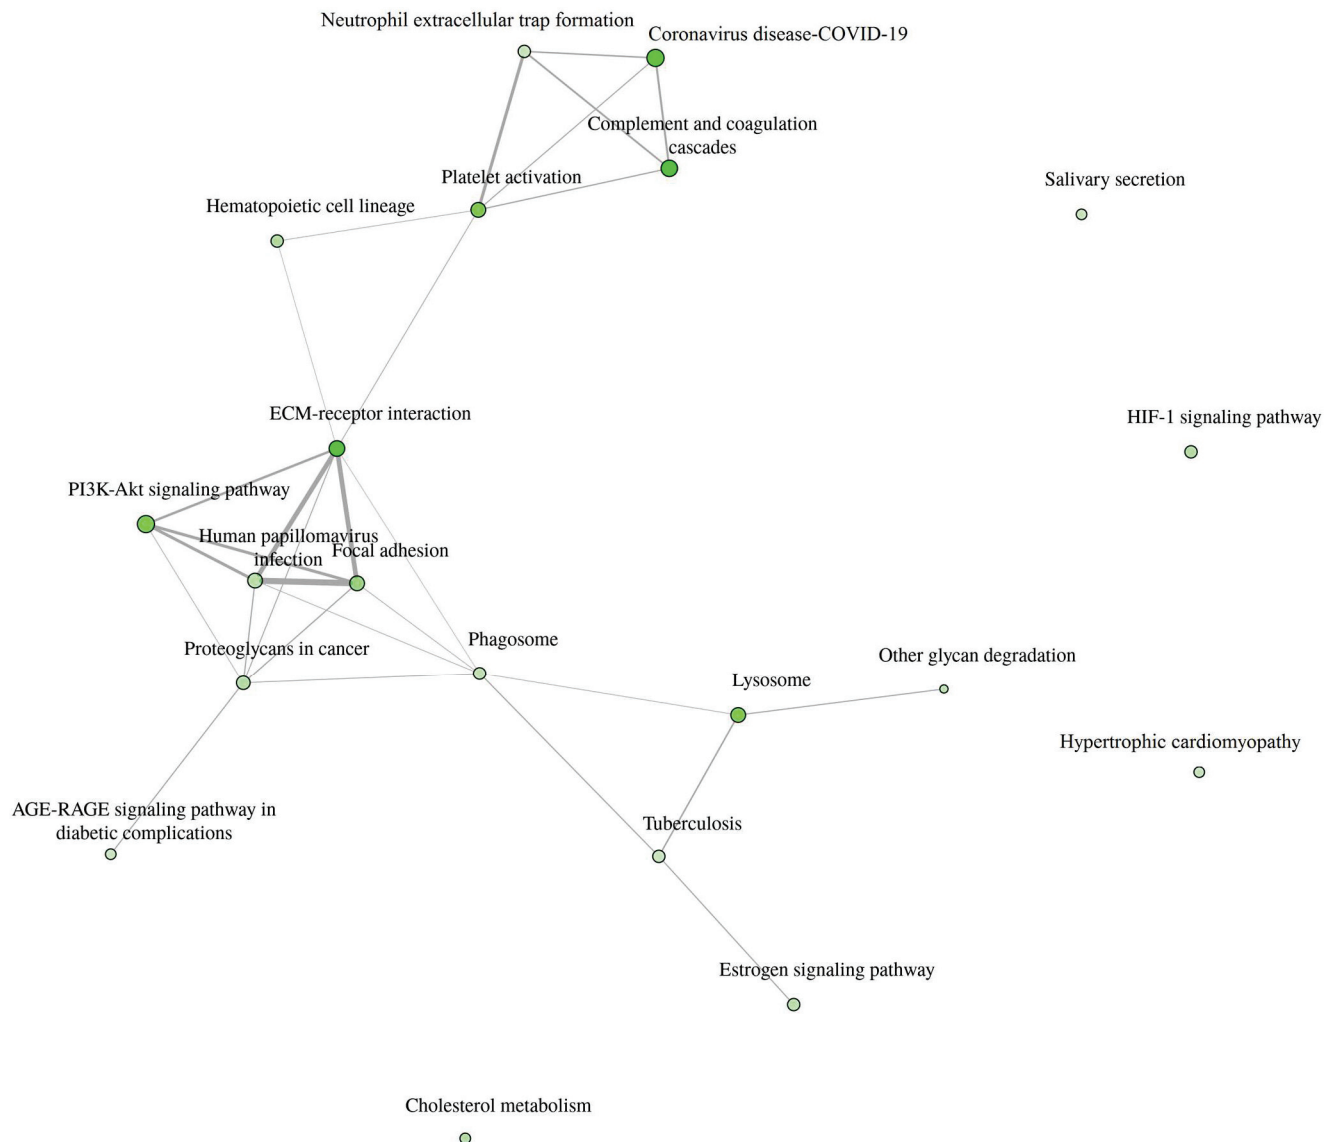 Neutrophil extracellular trap formation
Coronavirus disease-COVID-19
Complement and coagulation
cascades
Platelet activation
Salivary secretion
Hematopoietic cell lineage
ECM-receptor interaction
HIF-1 signaling pathway
PI3K-Akt signaling pathway
Human papillomavirus
infection
Focal adhesion
Proteoglycans in cancer
Phagosome
Other glycan degradation
Lysosome
Hypertrophic cardiomyopathy
AGE-RAGE signaling pathway in
diabetic complications
Tuberculosis
Estrogen signaling pathway
Cholesterol metabolism